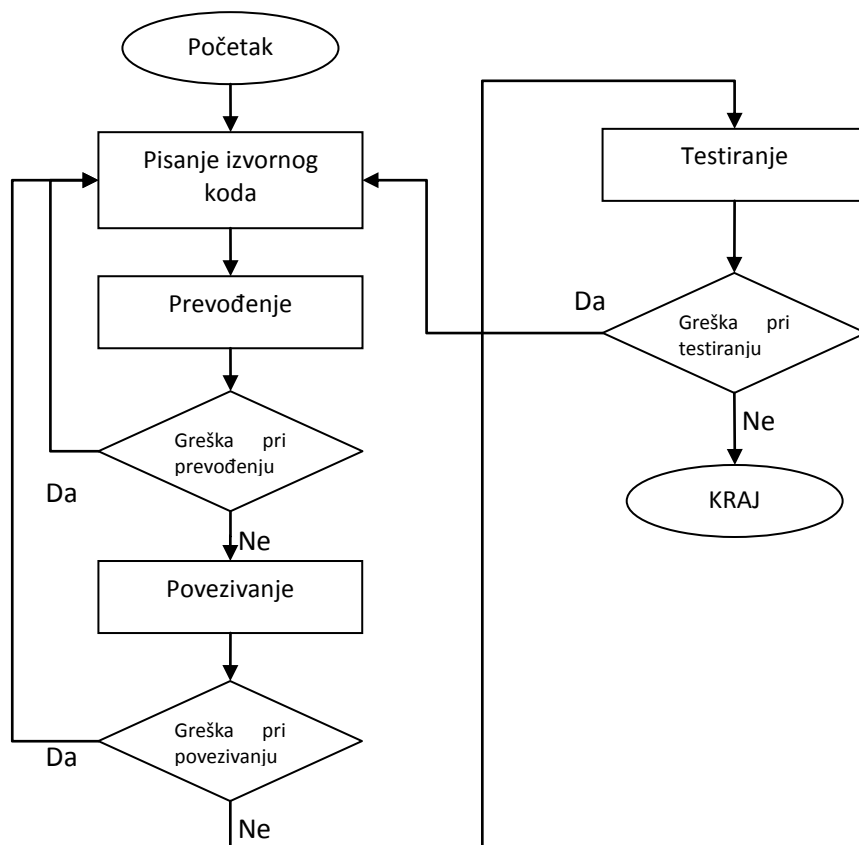 Početak
Pisanje izvornog
koda
Prevođenje
Greška pri
prevođenju
Da
Ne
Povezivanje
Greška pri
povezivanju
Da
Ne
Testiranje
Da
Greška pri
testiranju
Ne
KRAJ